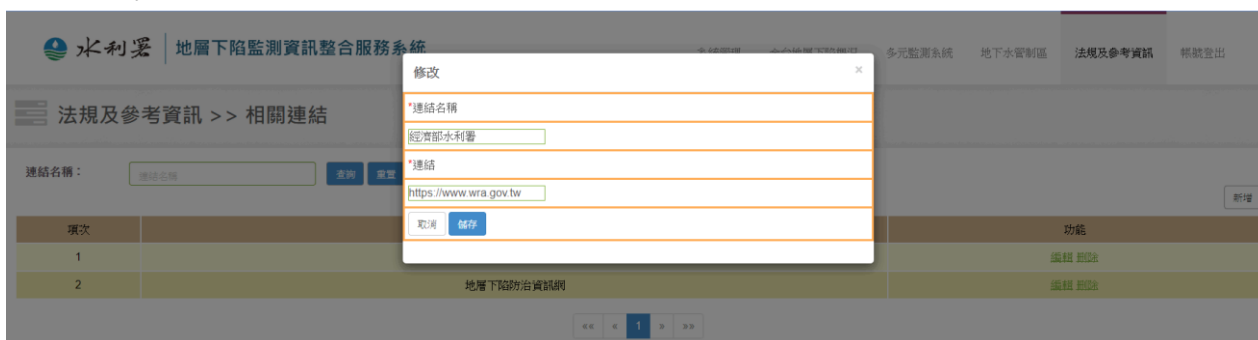 水利署 地層下陷監測資訊整合服務系統
多元監測系統 地下水管制區 法規及參考資訊 帳號登出
修改 ×
法規及參考資訊 >> 相關連結
*連結名稱
經濟部水利署
*連結
https://www.wra.gov.tw
取消 儲存
連結名稱： 連結名稱 查詢 重置
新增
項次 功能
1 編輯 刪除
2 地層下陷防治資訊網 編輯 刪除
«« « 1 » »»